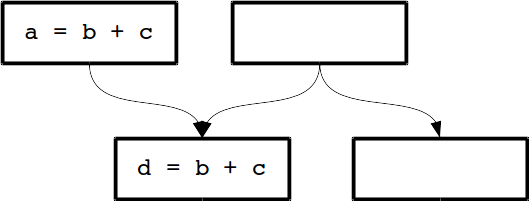 a = b + c
d = b + c